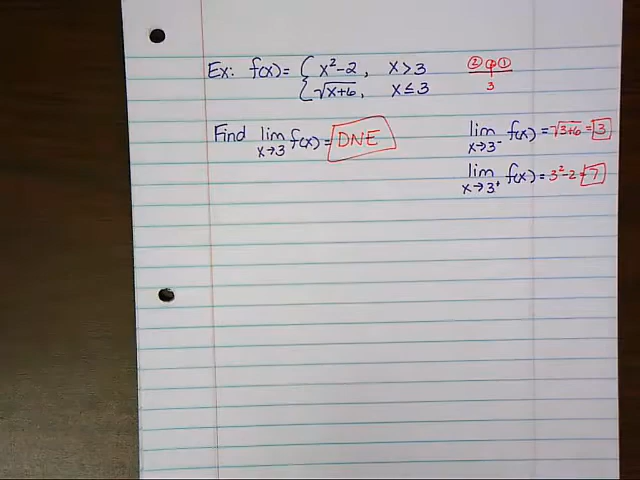 Ex: f(x) = { x²-2, x>3 ② ① 
{ √x+6, x≤3 3
Find lim x→3 f(x) = DNE
lim x→3⁻ f(x) = √3+6 = 3
lim x→3⁺ f(x) = 3²-2 = 7